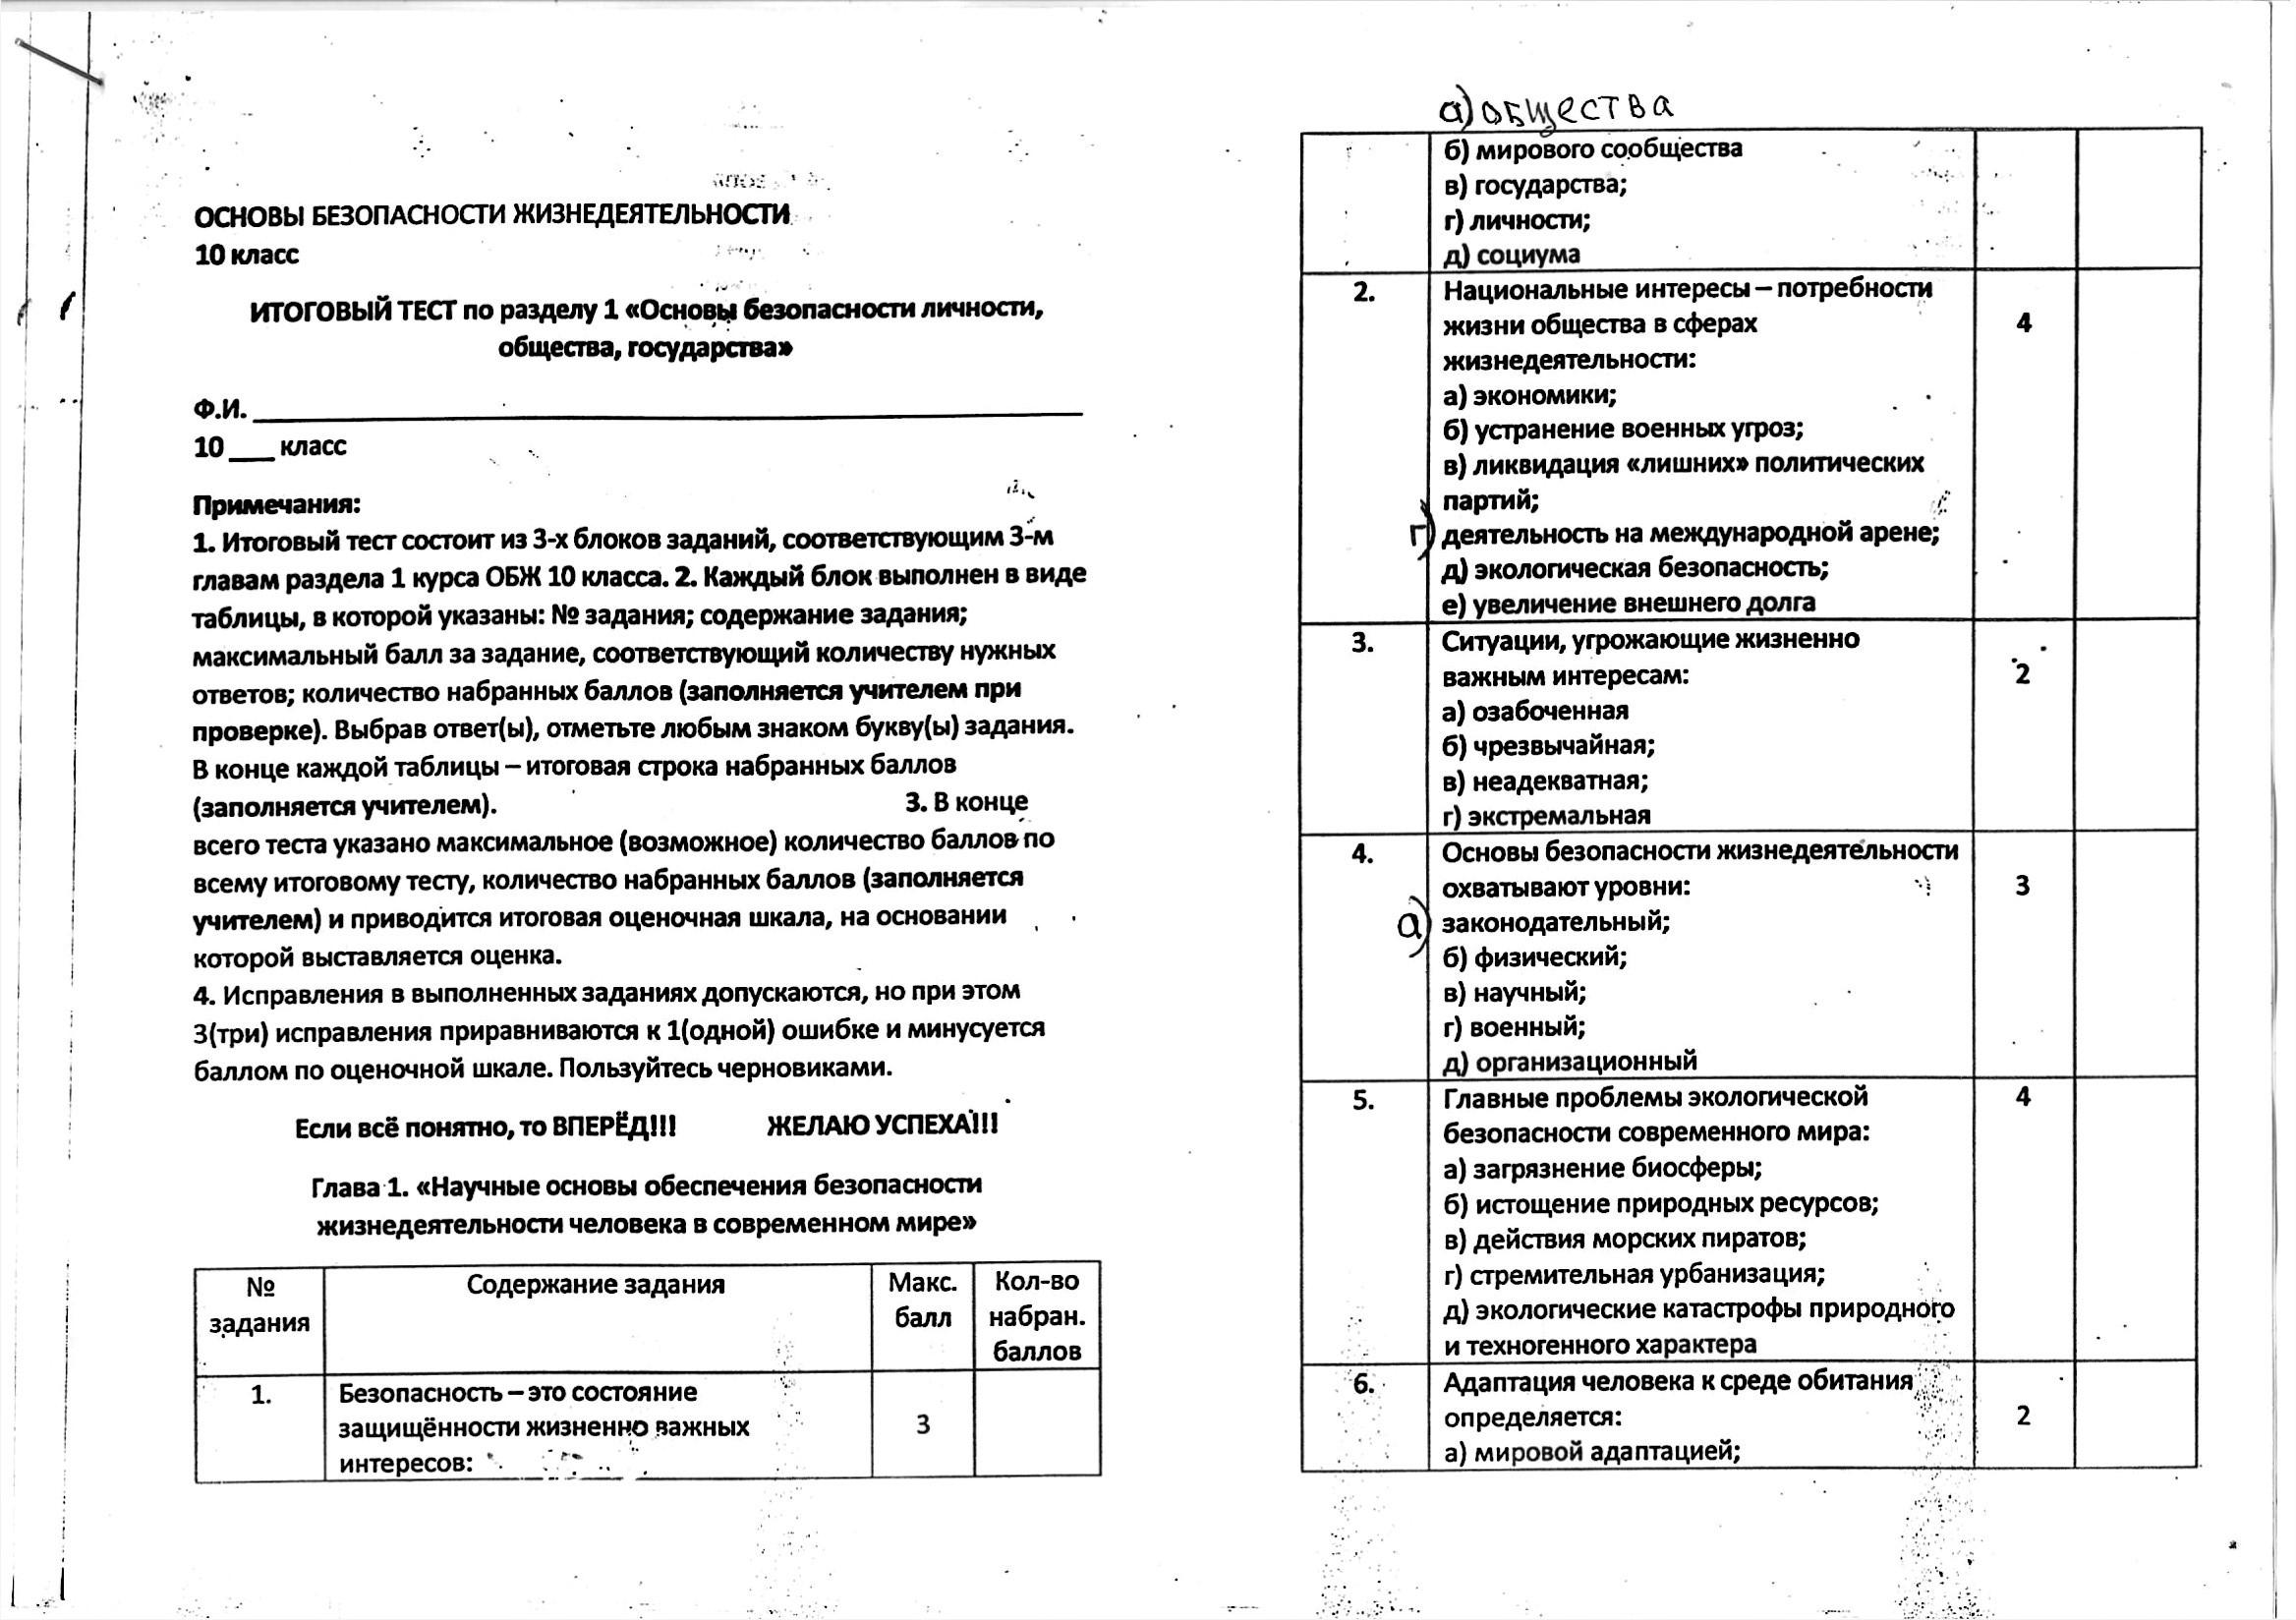 ОСНОВЫ БЕЗОПАСНОСТИ ЖИЗНЕДЕЯТЕЛЬНОСТИ
10 класс
ИТОГОВЫЙ ТЕСТ по разделу 1 «Основы безопасности личности,
общества, государства»
Ф.И.
10 ___ класс
Примечания:
1. Итоговый тест состоит из 3-х блоков заданий, соответствующим 3-м
главам раздела 1 курса ОБЖ 10 класса. 2. Каждый блок выполнен в виде
таблицы, в которой указаны: № задания; содержание задания;
максимальный балл за задание, соответствующий количеству нужных
ответов; количество набранных баллов (заполняется учителем при
проверке). Выбрав ответ(ы), отметьте любым знаком букву(ы) задания.
В конце каждой таблицы – итоговая строка набранных баллов
(заполняется учителем). 3. В конце
всего теста указано максимальное (возможное) количество баллов по
всему итоговому тесту, количество набранных баллов (заполняется
учителем) и приводится итоговая оценочная шкала, на основании
которой выставляется оценка.
4. Исправления в выполненных заданиях допускаются, но при этом
3(три) исправления приравниваются к 1(одной) ошибке и минусуется
баллом по оценочной шкале. Пользуйтесь черновиками.
Если всё понятно, то ВПЕРЁД!!! ЖЕЛАЮ УСПЕХА!!!
Глава 1. «Научные основы обеспечения безопасности
жизнедеятельности человека в современном мире»
№ Содержание задания Макс. Кол-во
задания балл набран.
баллов
1. Безопасность – это состояние
защищённости жизненно важных 3
интересов:
а) общества
б) мирового сообщества
в) государства;
г) личности;
д) социума
2. Национальные интересы – потребности
жизни общества в сферах 4
жизнедеятельности:
а) экономики;
б) устранение военных угроз;
в) ликвидация «лишних» политических
партий;
г) деятельность на международной арене;
д) экологическая безопасность;
е) увеличение внешнего долга
3. Ситуации, угрожающие жизненно
важным интересам: 2
а) озабоченная
б) чрезвычайная;
в) неадекватная;
г) экстремальная
4. Основы безопасности жизнедеятельности
охватывают уровни: 3
а) законодательный;
б) физический;
в) научный;
г) военный;
д) организационный
5. Главные проблемы экологической 4
безопасности современного мира:
а) загрязнение биосферы;
б) истощение природных ресурсов;
в) действия морских пиратов;
г) стремительная урбанизация;
д) экологические катастрофы природного
и техногенного характера
6. Адаптация человека к среде обитания
определяется: 2
а) мировой адаптацией;